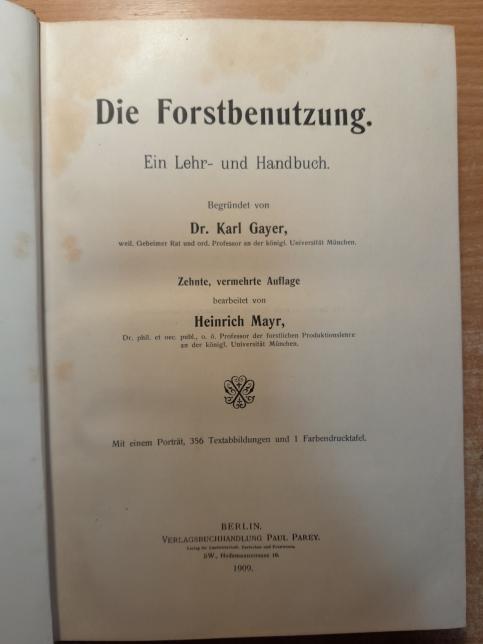 Die Forstbenutzung.
Ein Lehr- und Handbuch.
Begründet von
Dr. Karl Gayer,
weil. Geheimer Rat und ord. Professor an der königl. Universität München.
Zehnte, vermehrte Auflage
bearbeitet von
Heinrich Mayr,
Dr. phil. et oec. publ., o. ö. Professor der forstlichen Produktionslehre
an der königl. Universität München.
Mit einem Porträt, 356 Textabbildungen und 1 Farbendrucktafel.
BERLIN.
VERLAGSBUCHHANDLUNG PAUL PAREY.
Verlag für Landwirtschaft, Gartenbau und Forstwesen.
SW., Hedemannstrasse 10.
1909.